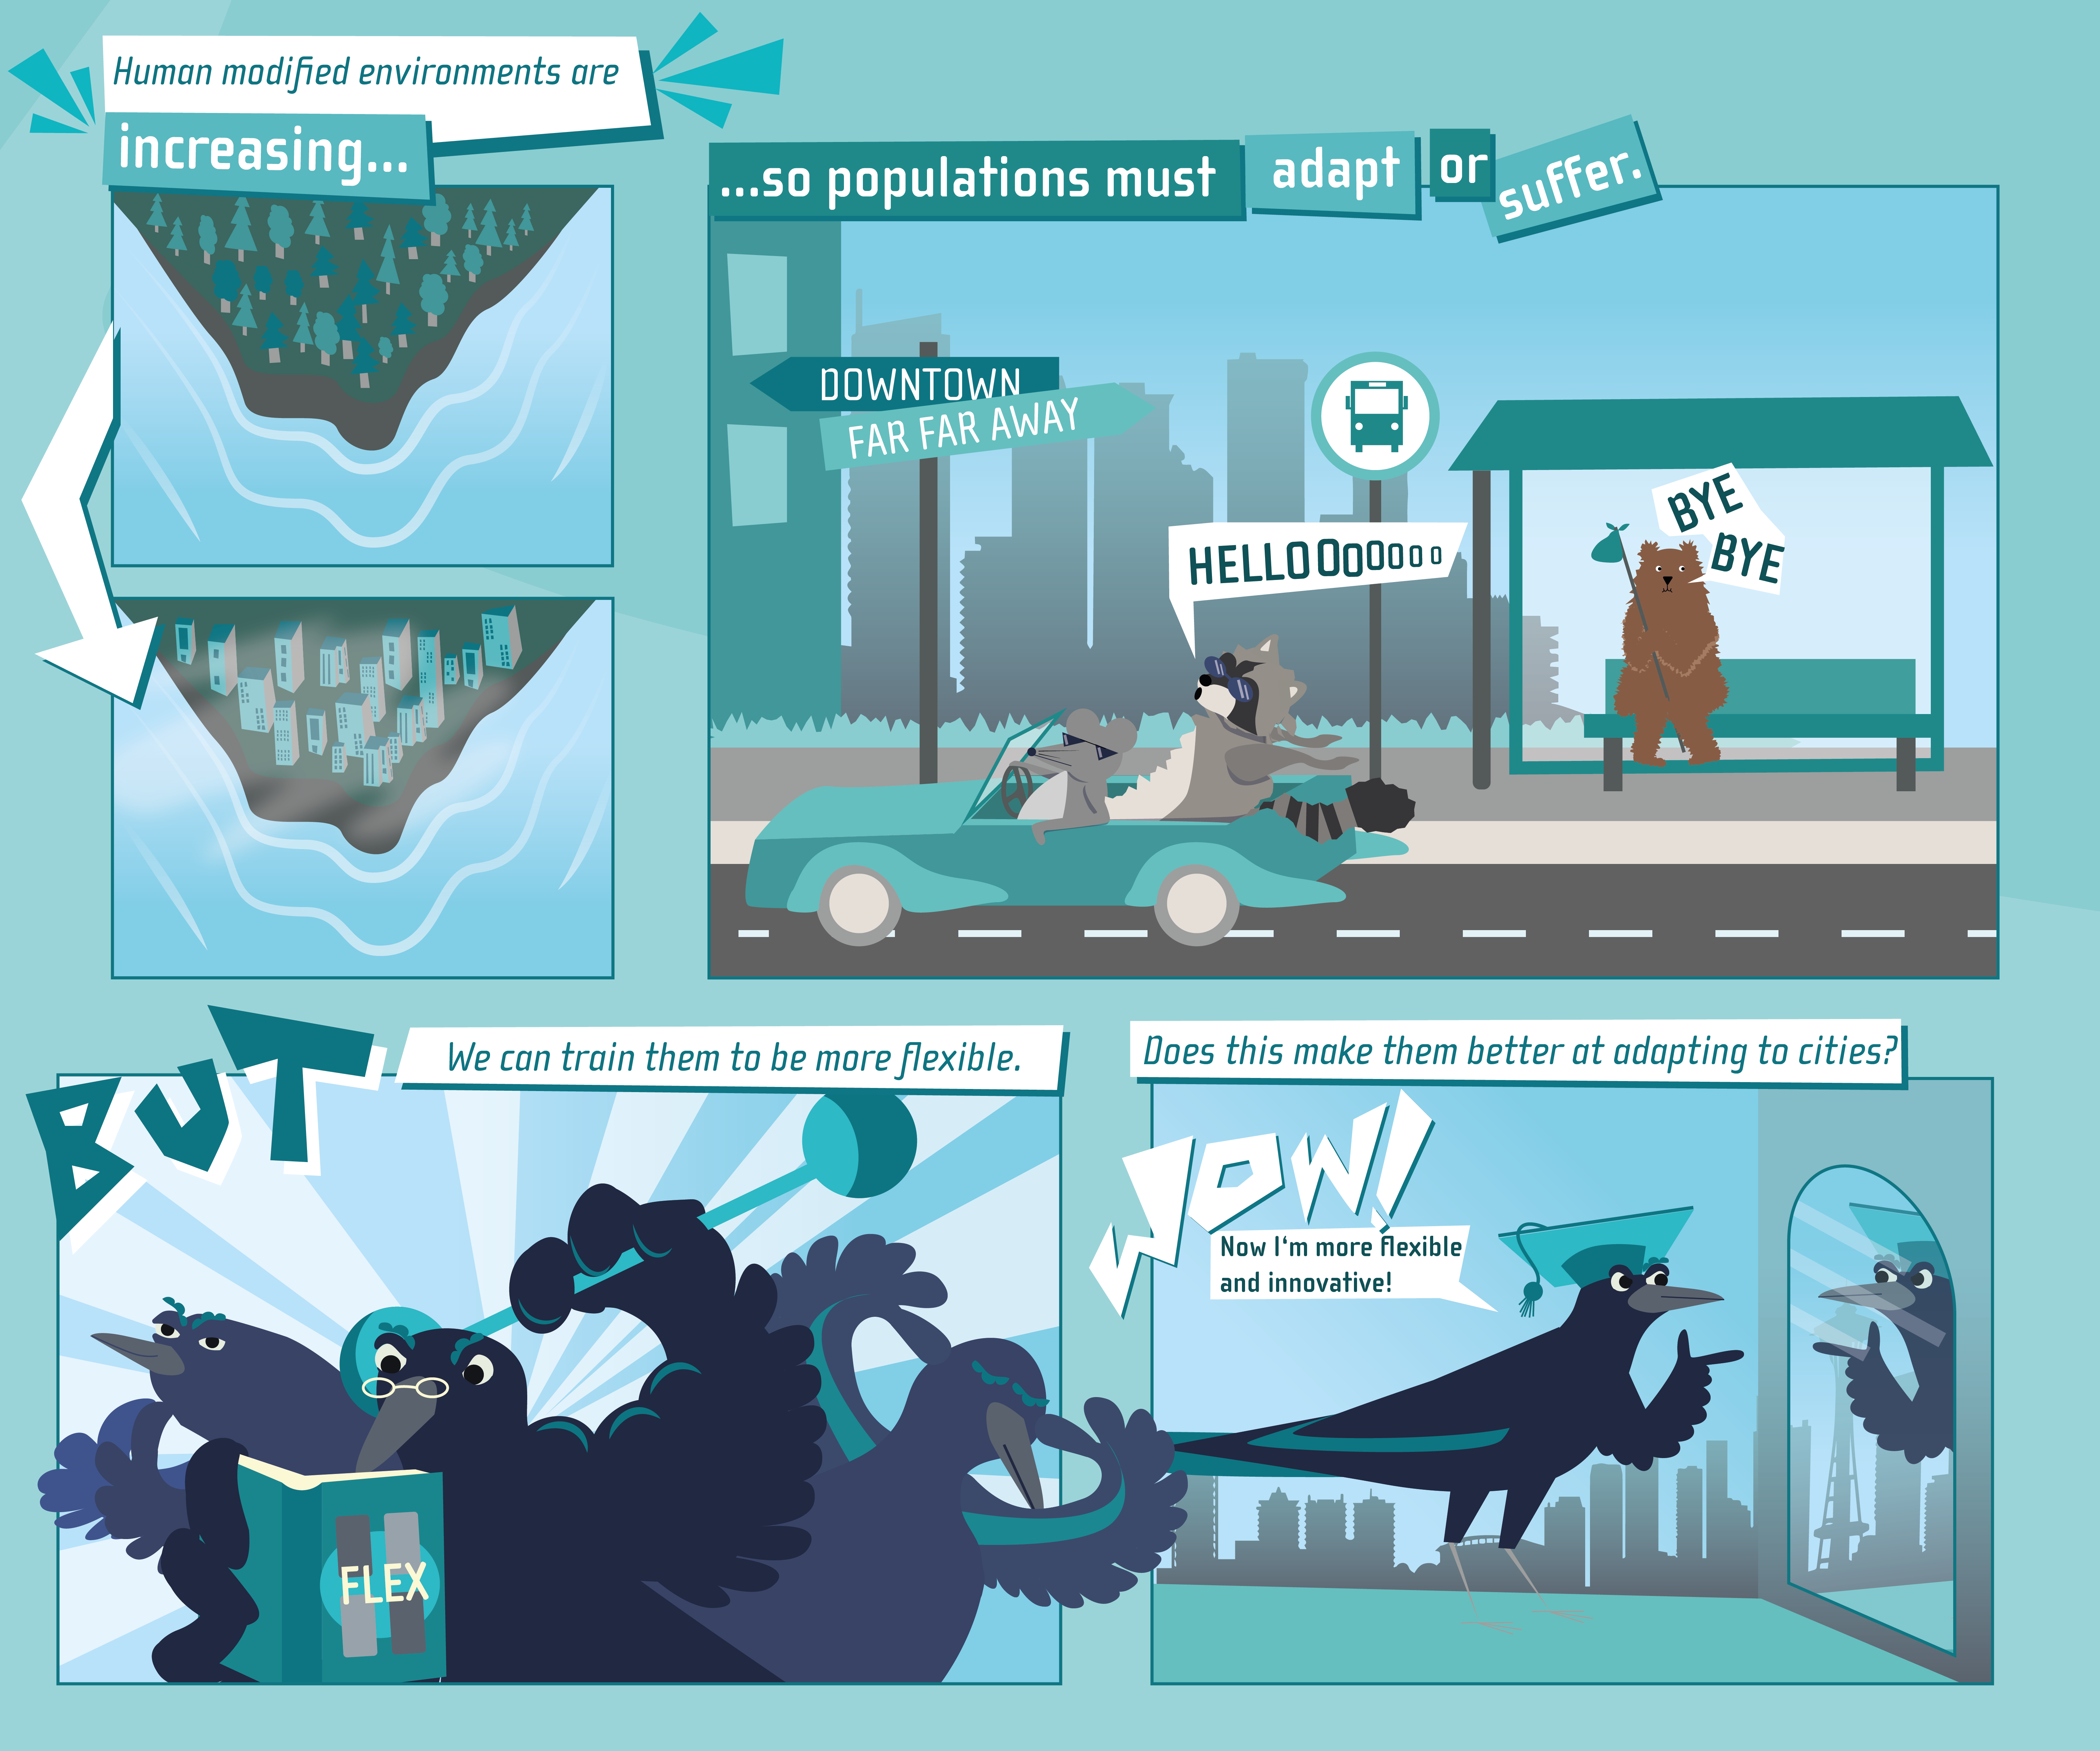 Human modified environments are
increasing...
...so populations must adapt or suffer.
DOWNTOWN
FAR FAR AWAY
HELLOOOOOOO
BYE
BYE
BUT
We can train them to be more flexible.
FLEX
Does this make them better at adapting to cities?
WOW!
Now I'm more flexible
and innovative!